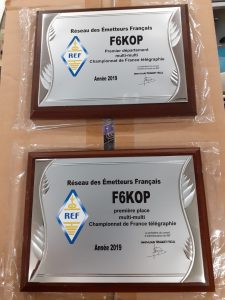 Réseau des Émetteurs Français
F6KOP
Premier département
multi-multi
Championnat de France télégraphie
REF
Année 2019
Réseau des Émetteurs Français
F6KOP
première place
multi-multi
Championnat de France télégraphie
REF
Année 2019